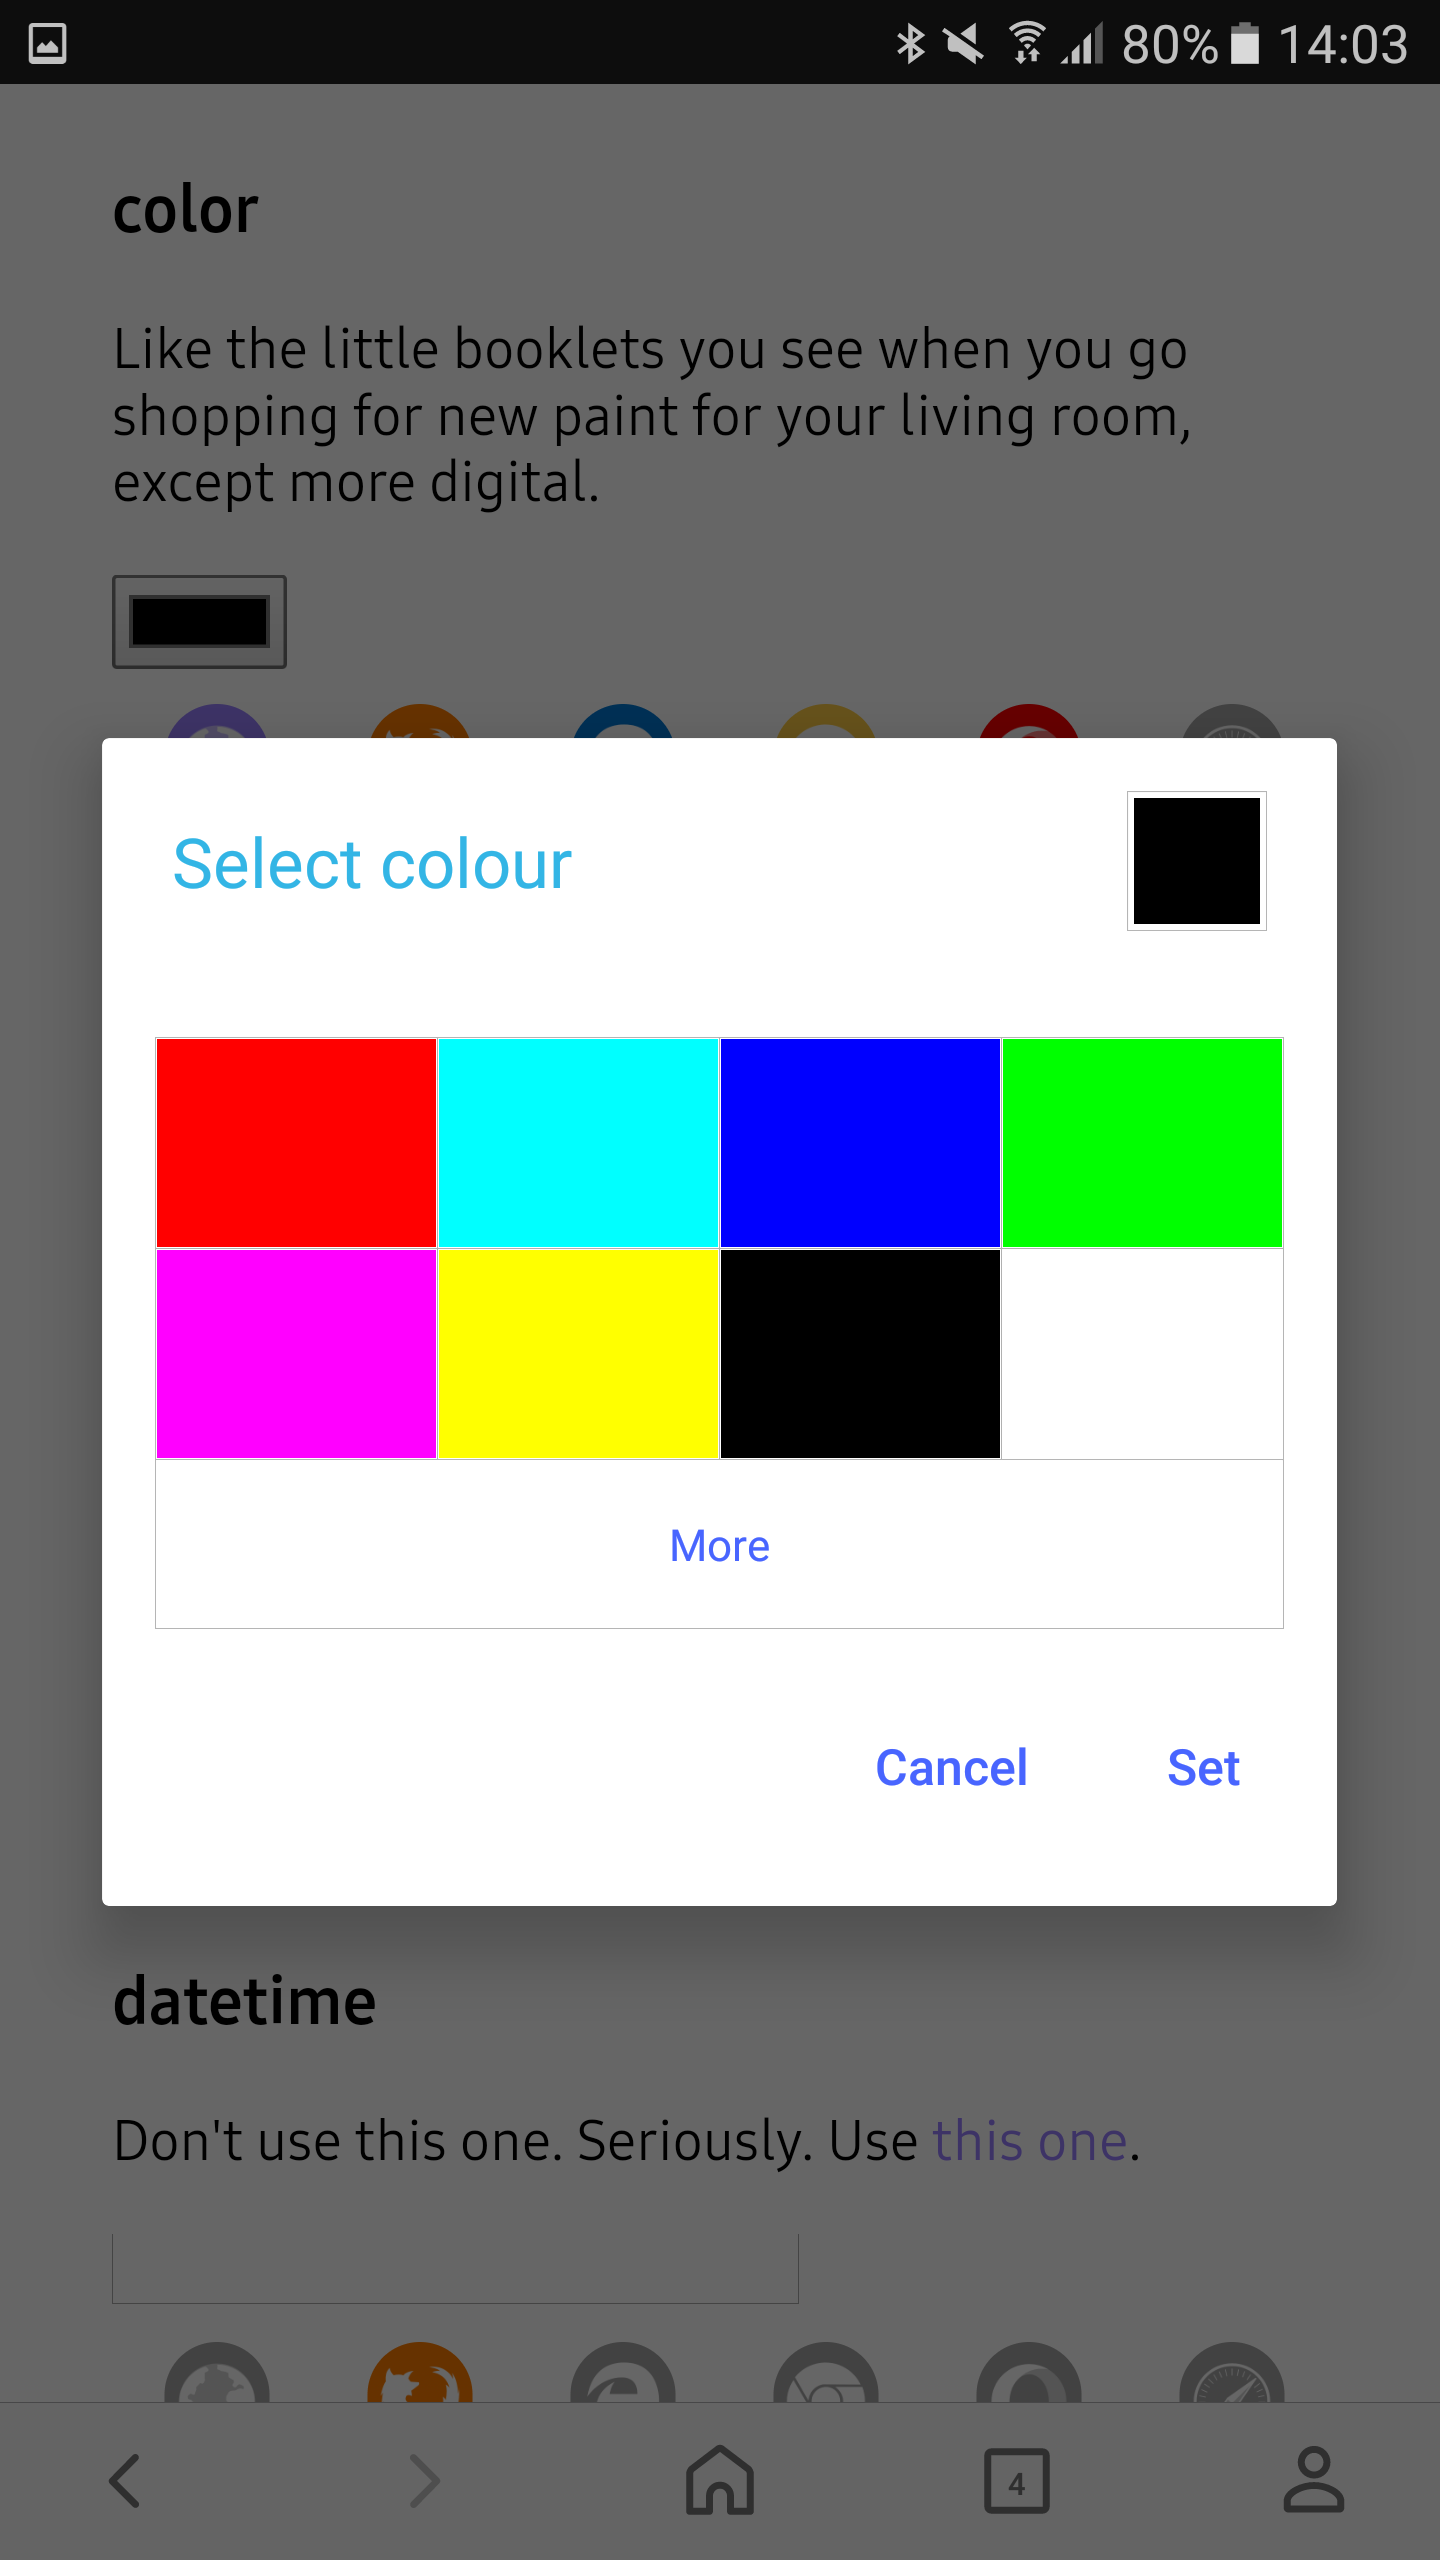 80% 14:03
color
Like the little booklets you see when you go
shopping for new paint for your living room,
except more digital.
Select colour
More
Cancel Set
datetime
Don't use this one. Seriously. Use this one.
4